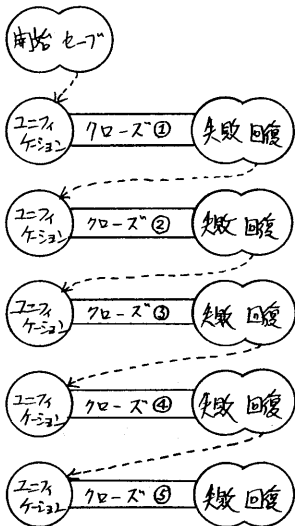 開始 セーブ
ユニフィ
ケーション
クローズ①
失敗 回復
ユニフィ
ケーション
クローズ②
失敗 回復
ユニフィ
ケーション
クローズ③
失敗 回復
ユニフィ
ケーション
クローズ④
失敗 回復
ユニフィ
ケーション
クローズ⑤
失敗 回復